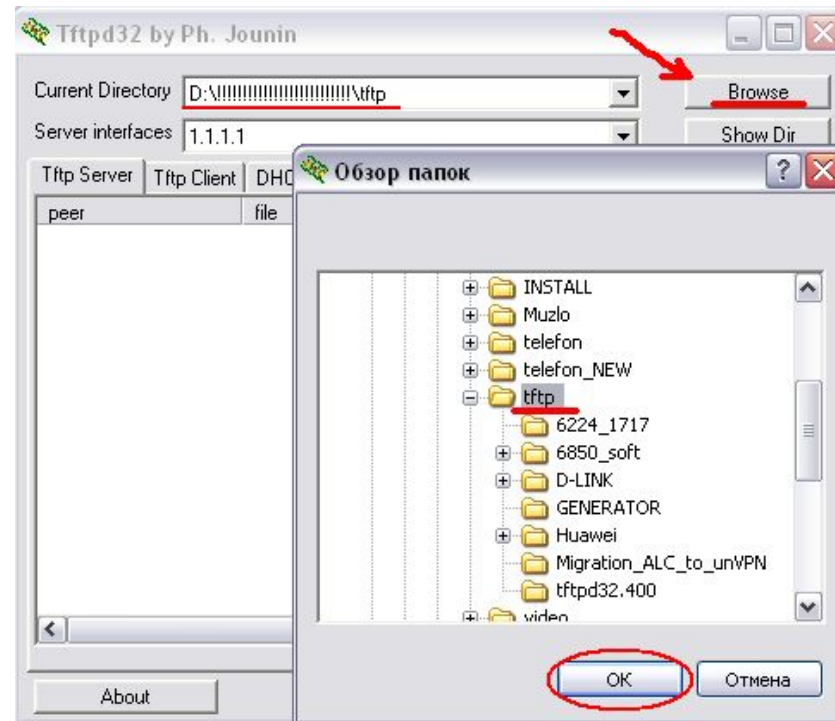 Tftpd32 by Ph. Jounin
Current Directory D:\!!!!!!!!!!!!!!!!!!!!!!!!!!\tftp Browse
Server interfaces 1.1.1.1 Show Dir
Tftp Server Tftp Client
peer file
Обзор папок
INSTALL
Muzlo
telefon
telefon_NEW
tftp
6224_1717
6850_soft
D-LINK
GENERATOR
Huawei
Migration_ALC_to_unVPN
tftpd32.400
video
OK Отмена
About